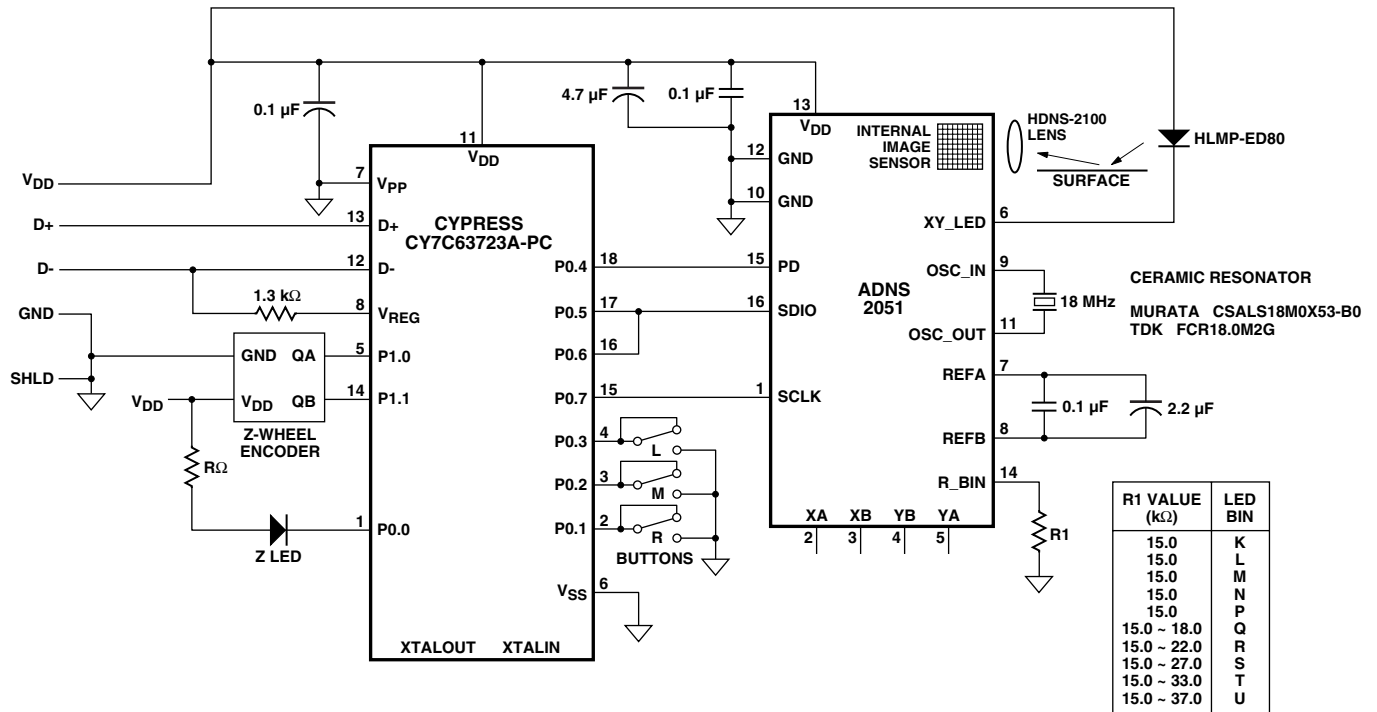 0.1 µF
4.7 µF
0.1 µF
11
VDD
7
VPP
VDD
D+
13
D+
D-
12
D-
1.3 kΩ
8
VREG
GND
SHLD
GND QA
VDD QB
VDD
Z-WHEEL
ENCODER
5
P1.0
14
P1.1
RΩ
Z LED
1
P0.0
CYPRESS
CY7C63723A-PC
P0.4
18
P0.5
17
P0.6
16
P0.7
15
P0.3
4
P0.2
3
P0.1
2
L
M
R
BUTTONS
VSS
6
XTALOUT XTALIN
13
VDD
12
GND
10
GND
15
PD
16
SDIO
1
SCLK
ADNS
2051
INTERNAL
IMAGE
SENSOR
HDNS-2100
LENS
SURFACE
HLMP-ED80
XY_LED
6
OSC_IN
9
18 MHz
OSC_OUT
11
CERAMIC RESONATOR
MURATA CSALS18M0X53-B0
TDK FCR18.0M2G
REFA
7
0.1 µF
2.2 µF
REFB
8
R_BIN
14
R1
XA XB YB YA
2 3 4 5
R1 VALUE LED
(kΩ) BIN
15.0 K
15.0 L
15.0 M
15.0 N
15.0 P
15.0 ~ 18.0 Q
15.0 ~ 22.0 R
15.0 ~ 27.0 S
15.0 ~ 33.0 T
15.0 ~ 37.0 U